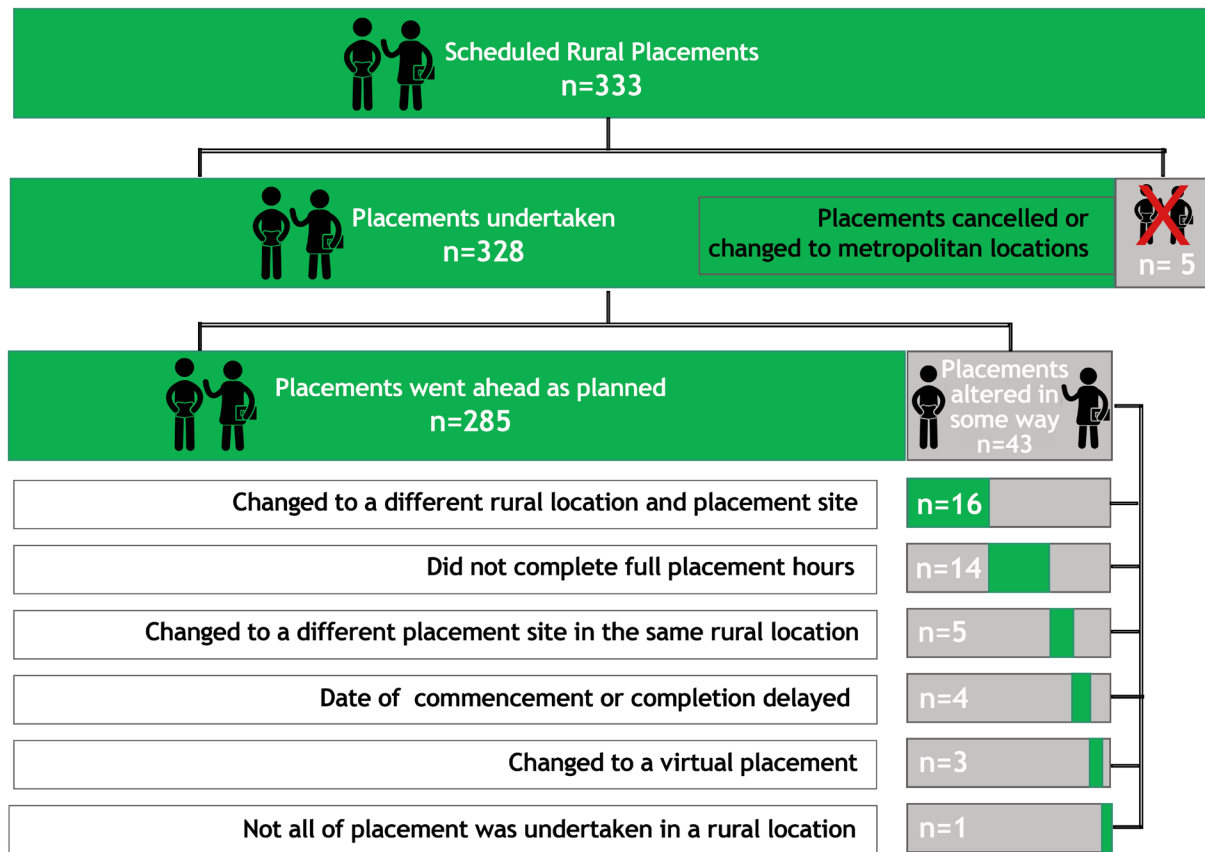 Scheduled Rural Placements
n=333
Placements undertaken
n=328
Placements cancelled or
changed to metropolitan locations
n= 5
Placements went ahead as planned
n=285
Placements
altered in
some way
n=43
Changed to a different rural location and placement site
n=16
Did not complete full placement hours
n=14
Changed to a different placement site in the same rural location
n=5
Date of commencement or completion delayed
n=4
Changed to a virtual placement
n=3
Not all of placement was undertaken in a rural location
n=1